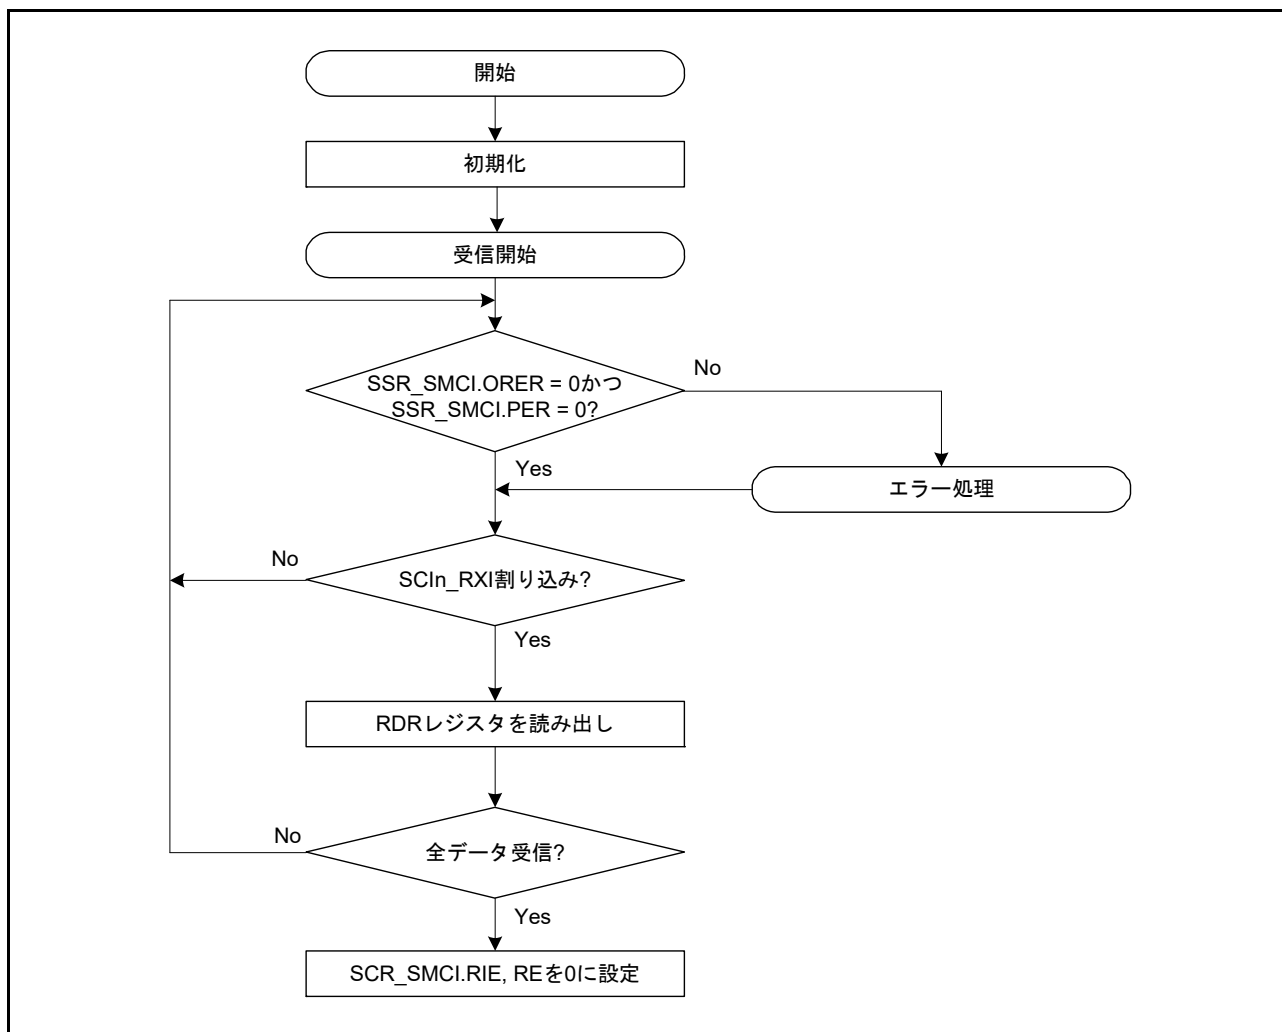 開始
初期化
受信開始
SSR_SMCI.ORER = 0かつ
SSR_SMCI.PER = 0?
No
Yes
エラー処理
No
SCIn_RXI割り込み?
Yes
RDRレジスタを読み出し
No
全データ受信?
Yes
SCR_SMCI.RIE, REを0に設定